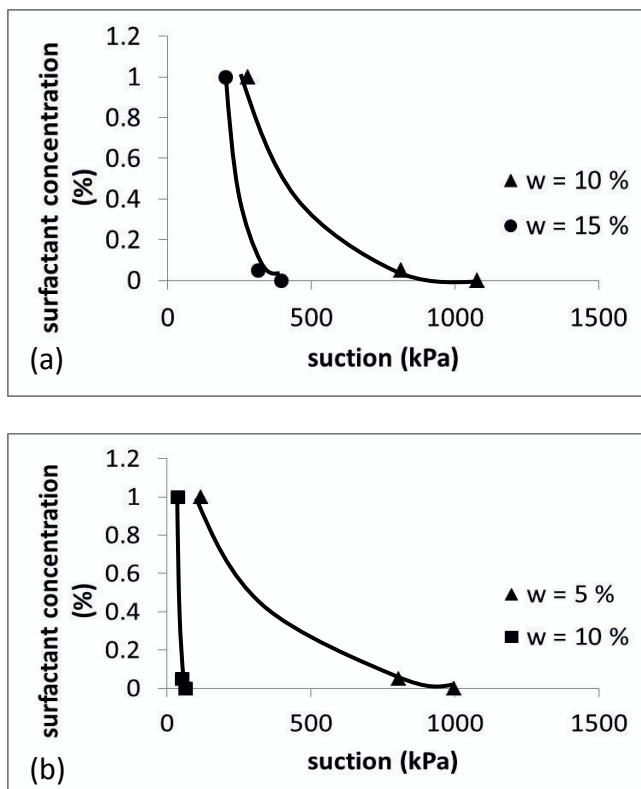 surfactant concentration
(%)
1.2
1
0.8
0.6
0.4
0.2
0
0 500 1000 1500
suction (kPa)
w = 10 %
w = 15 %
(a)
surfactant concentration
(%)
1.2
1
0.8
0.6
0.4
0.2
0
0 500 1000 1500
suction (kPa)
w = 5 %
w = 10 %
(b)